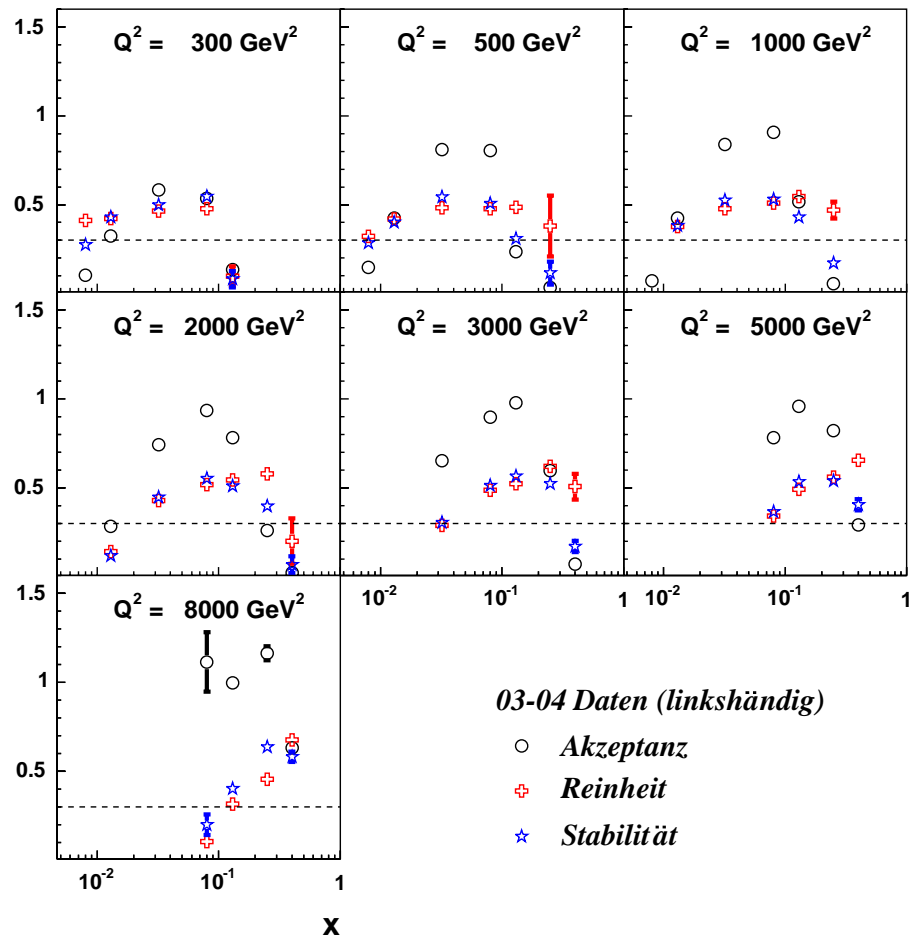 Q² = 300 GeV²
Q² = 500 GeV²
Q² = 1000 GeV²
1.5
1
0.5
Q² = 2000 GeV²
Q² = 3000 GeV²
Q² = 5000 GeV²
1.5
1
0.5
10⁻² 10⁻¹ 1
10⁻² 10⁻¹ 1
Q² = 8000 GeV²
1.5
1
0.5
10⁻² 10⁻¹ 1
x
03-04 Daten (linkshändig)
Akzeptanz
Reinheit
Stabilität